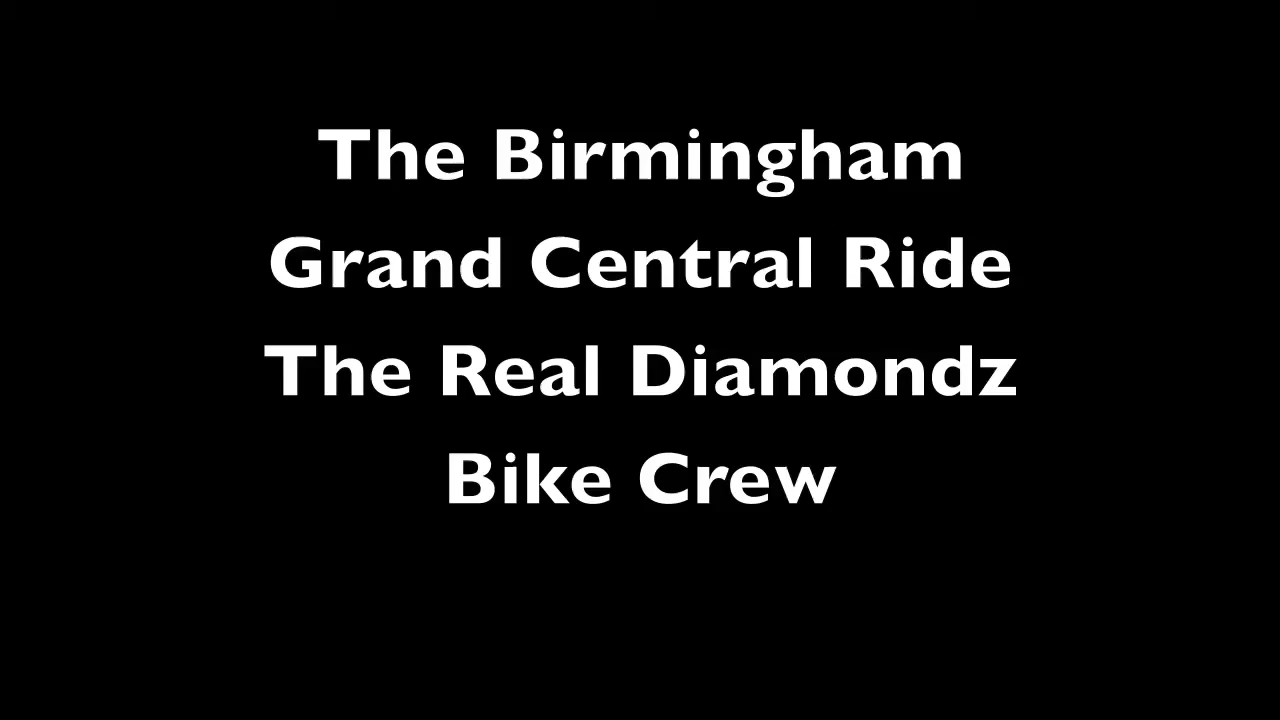 The Birmingham
Grand Central Ride
The Real Diamondz
Bike Crew